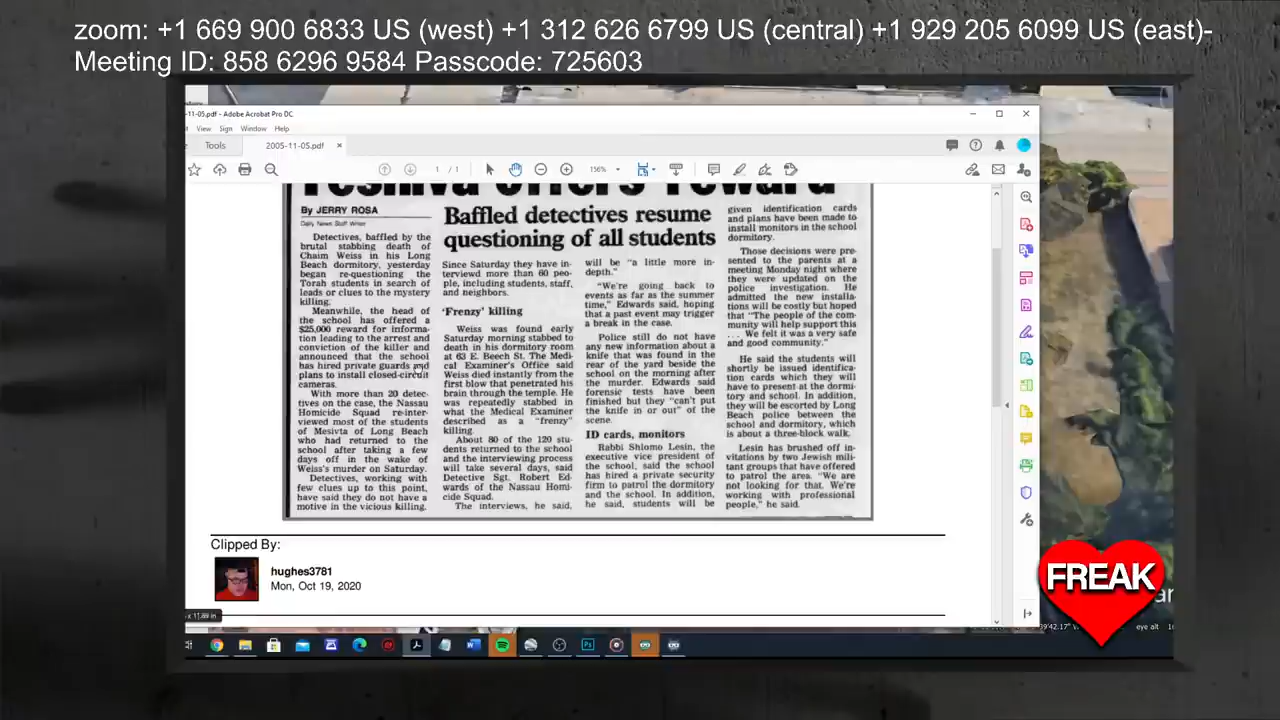 zoom: +1 669 900 6833 US (west) +1 312 626 6799 US (central) +1 929 205 6099 US (east)-
Meeting ID: 858 6296 9584 Passcode: 725603
-11-05.pdf - Adobe Acrobat Pro DC
View Sign Window Help
Tools
2005-11-05.pdf
1 / 1
156%
Yeshiva offers reward
By JERRY ROSA
Daily News Staff Writer
Detectives, baffled by the
brutal stabbing death of
Chaim Weiss in his Long
Beach dormitory, yesterday
began re-questioning the
Torah students in search of
leads or clues to the mystery
killing.
Meanwhile, the head of
the school has offered a
$25,000 reward for informa-
tion leading to the arrest and
conviction of the killer and
announced that the school
has hired private guards and
plans to install closed-circuit
cameras.
With more than 20 detec-
tives on the case, the Nassau
Homicide Squad re-inter-
viewed most of the students
of Mesivta of Long Beach
who had returned to the
school after taking a few
days off in the wake of
Weiss's murder on Saturday.
Detectives, working with
few clues up to this point,
have said they do not have a
motive in the vicious killing.
Baffled detectives resume
questioning of all students
Since Saturday they have in-
terviewed more than 60 peo-
ple, including students, staff,
and neighbors.
'Frenzy' killing
Weiss was found early
Saturday morning stabbed to
death in his dormitory room
at 63 E. Beech St. The Medi-
cal Examiner's Office said
Weiss died instantly from the
first blow that penetrated his
brain through the temple. He
was repeatedly stabbed in
what the Medical Examiner
described as a "frenzy"
killing.
About 80 of the 120 stu-
dents returned to the school
and the interviewing process
will take several days, said
Detective Sgt. Robert Ed-
wards of the Nassau Homi-
cide Squad.
The interviews, he said,
will be "a little more in-
depth."
"We're going back to
events as far as the summer
time," Edwards said, hoping
that a past event may trigger
a break in the case.
Police still do not have
any new information about a
knife that was found in the
rear of the yard beside the
school on the morning after
the murder. Edwards said
forensic tests have been
finished but they "can't put
the knife in or out" of the
scene.
ID cards, monitors
Rabbi Shlomo Lesin, the
executive vice president of
the school, said the school
has hired a private security
firm to patrol the dormitory
and the school. In addition,
he said, students will be
given identification cards
and plans have been made to
install monitors in the school
dormitory.
Those decisions were pre-
sented to the parents at a
meeting Monday night where
they were updated on the
police investigation. He
admitted the new installa-
tions will be costly but hoped
that "The people of the com-
munity will help support this
. . . We felt it was a very safe
and good community."
He said the students will
shortly be issued identifica-
tion cards which they will
have to present at the dormi-
tory and school. In addition,
they will be escorted by Long
Beach police between the
school and dormitory, which
is about a three-block walk.
Lesin has brushed off in-
vitations by two Jewish mili-
tant groups that have offered
to patrol the area. "We are
not looking for that. We're
working with professional
people," he said.
Clipped By:
hughes3781
Mon, Oct 19, 2020
x 11.69 in
FREAK
eye alt